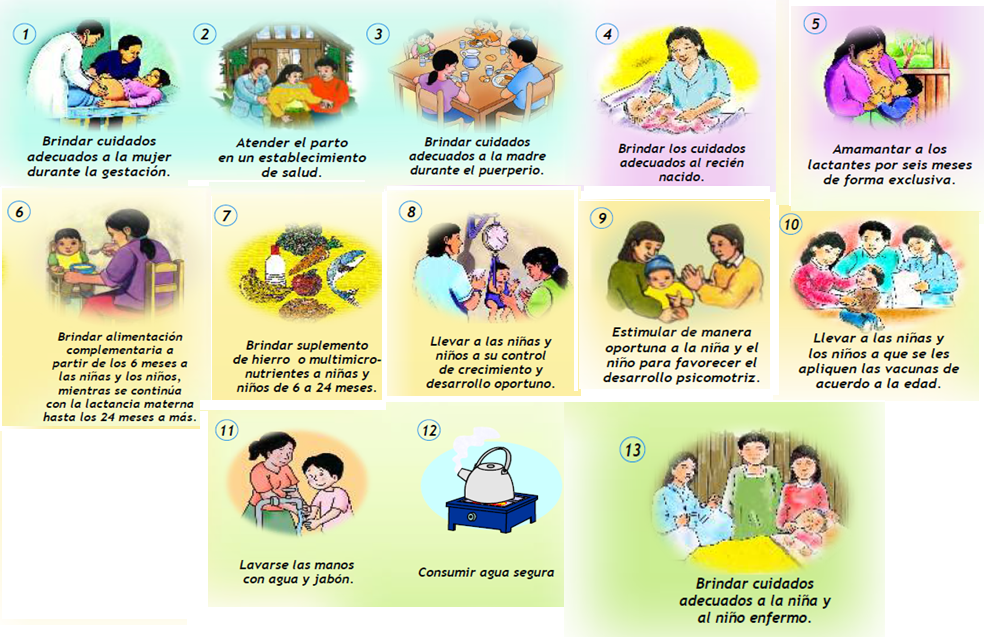 1
Brindar cuidados
adecuados a la mujer
durante la gestación.
2
Atender el parto
en un establecimiento
de salud.
3
Brindar cuidados
adecuados a la madre
durante el puerperio.
4
Brindar los cuidados
adecuados al recién
nacido.
5
Amamantar a los
lactantes por seis meses
de forma exclusiva.
6
Brindar alimentación
complementaria a
partir de los 6 meses a
las niñas y los niños,
mientras se continúa
con la lactancia materna
hasta los 24 meses a más.
7
Brindar suplemento
de hierro o multimicro-
nutrientes a niñas y
niños de 6 a 24 meses.
8
Llevar a las niñas y
niños a su control
de crecimiento y
desarrollo oportuno.
9
Estimular de manera
oportuna a la niña y el
niño para favorecer el
desarrollo psicomotriz.
10
Llevar a las niñas y
los niños a que se les
apliquen las vacunas de
acuerdo a la edad.
11
Lavarse las manos
con agua y jabón.
12
Consumir agua segura
13
Brindar cuidados
adecuados a la niña y
al niño enfermo.